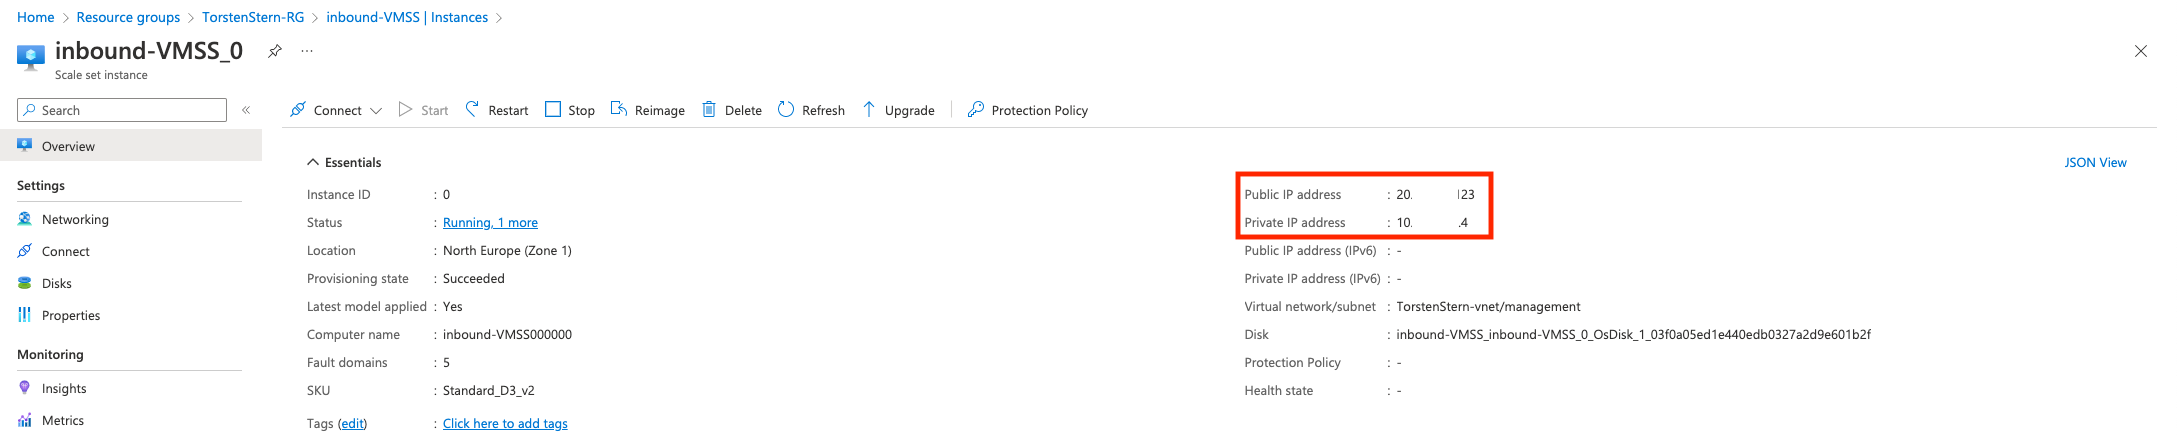 Home > Resource groups > TorstenStern-RG > inbound-VMSS | Instances >
inbound-VMSS_0 ...
Scale set instance
Search «
Connect Start Restart Stop Reimage Delete Refresh Upgrade Protection Policy
Overview
Settings
Networking
Connect
Disks
Properties
Monitoring
Insights
Metrics
Essentials
JSON View
Instance ID : 0
Status : Running, 1 more
Location : North Europe (Zone 1)
Provisioning state : Succeeded
Latest model applied : Yes
Computer name : inbound-VMSS000000
Fault domains : 5
SKU : Standard_D3_v2
Tags (edit) : Click here to add tags
Public IP address : 20. 23
Private IP address : 10. .4
Public IP address (IPv6) : -
Private IP address (IPv6) : -
Virtual network/subnet : TorstenStern-vnet/management
Disk : inbound-VMSS_inbound-VMSS_0_OsDisk_1_03f0a05ed1e440edb0327a2d9e601b2f
Protection Policy : -
Health state : -